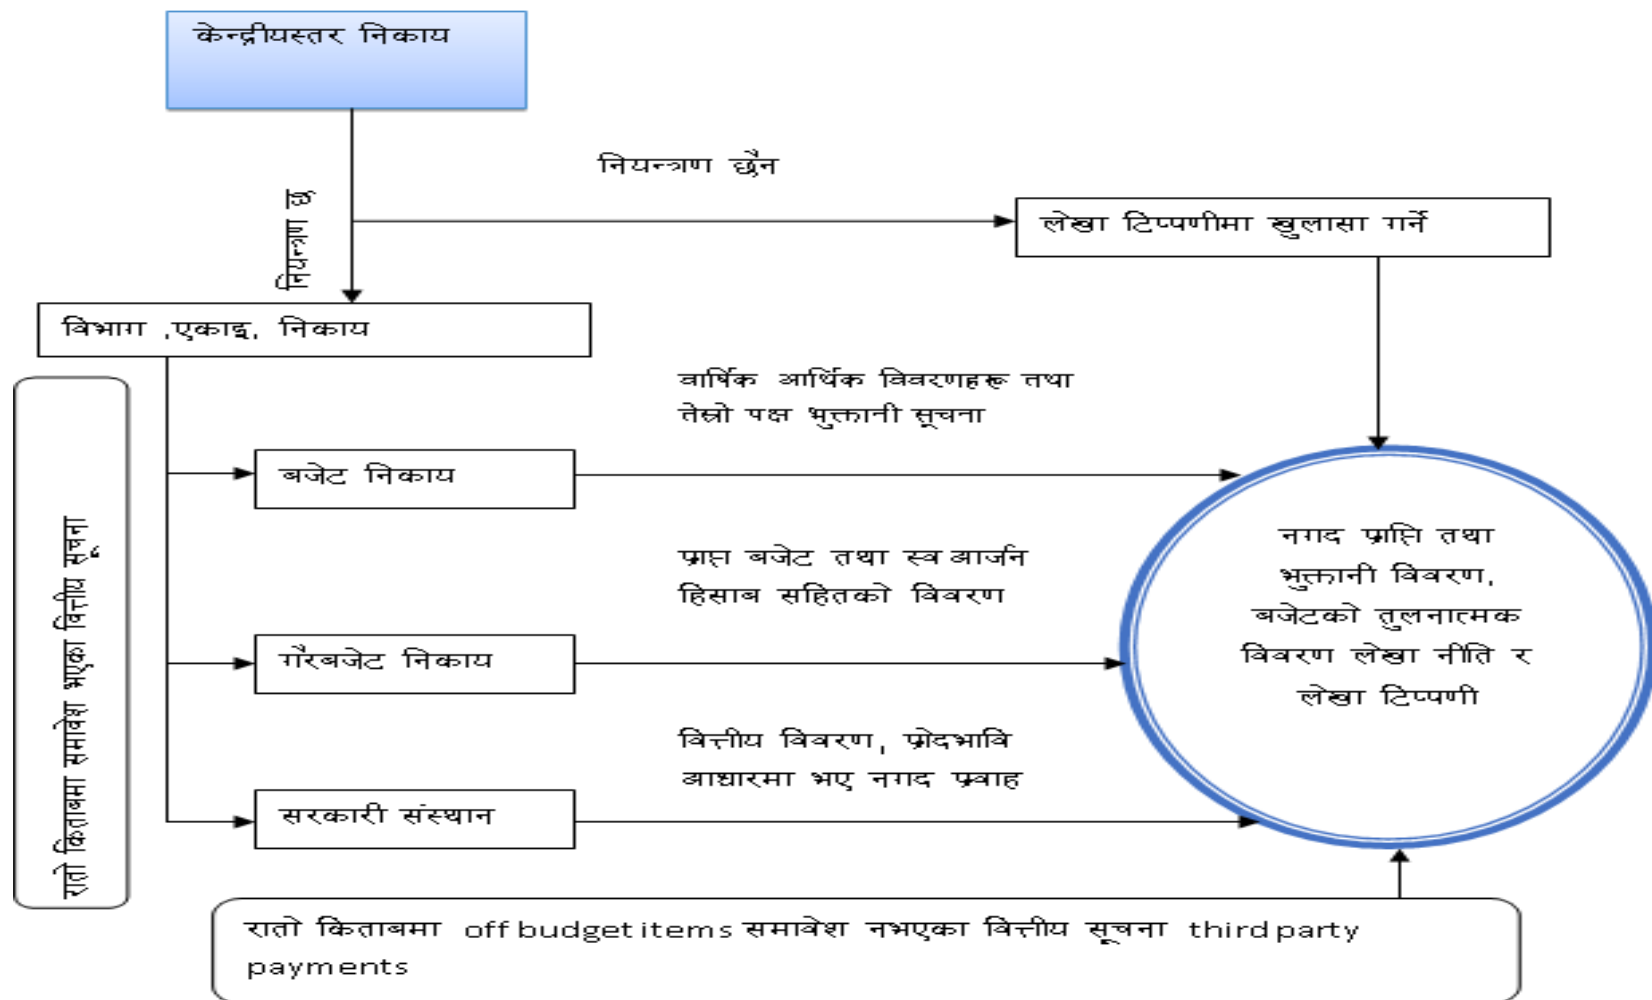 केन्द्रीयस्तर निकाय
नियन्त्रण छैन
नियन्त्रण छ
लेखा टिप्पणीमा खुलासा गर्ने
विभाग ,एकाइ, निकाय
वार्षिक आर्थिक विवरणहरू तथा
तेस्रो पक्ष भुक्तानी सूचना
बजेट निकाय
प्राप्त बजेट तथा स्व आर्जन
हिसाब सहितको विवरण
गैरबजेट निकाय
वित्तीय विवरण, प्रोदभावि
आधारमा भए नगद प्रवाह
सरकारी संस्थान
रातो किताबमा समावेश भएका वित्तीय सूचना
नगद प्राप्ति तथा
भुक्तानी विवरण,
बजेटको तुलनात्मक
विवरण लेखा नीति र
लेखा टिप्पणी
रातो किताबमा off budget items समावेश नभएका वित्तीय सूचना third party
payments